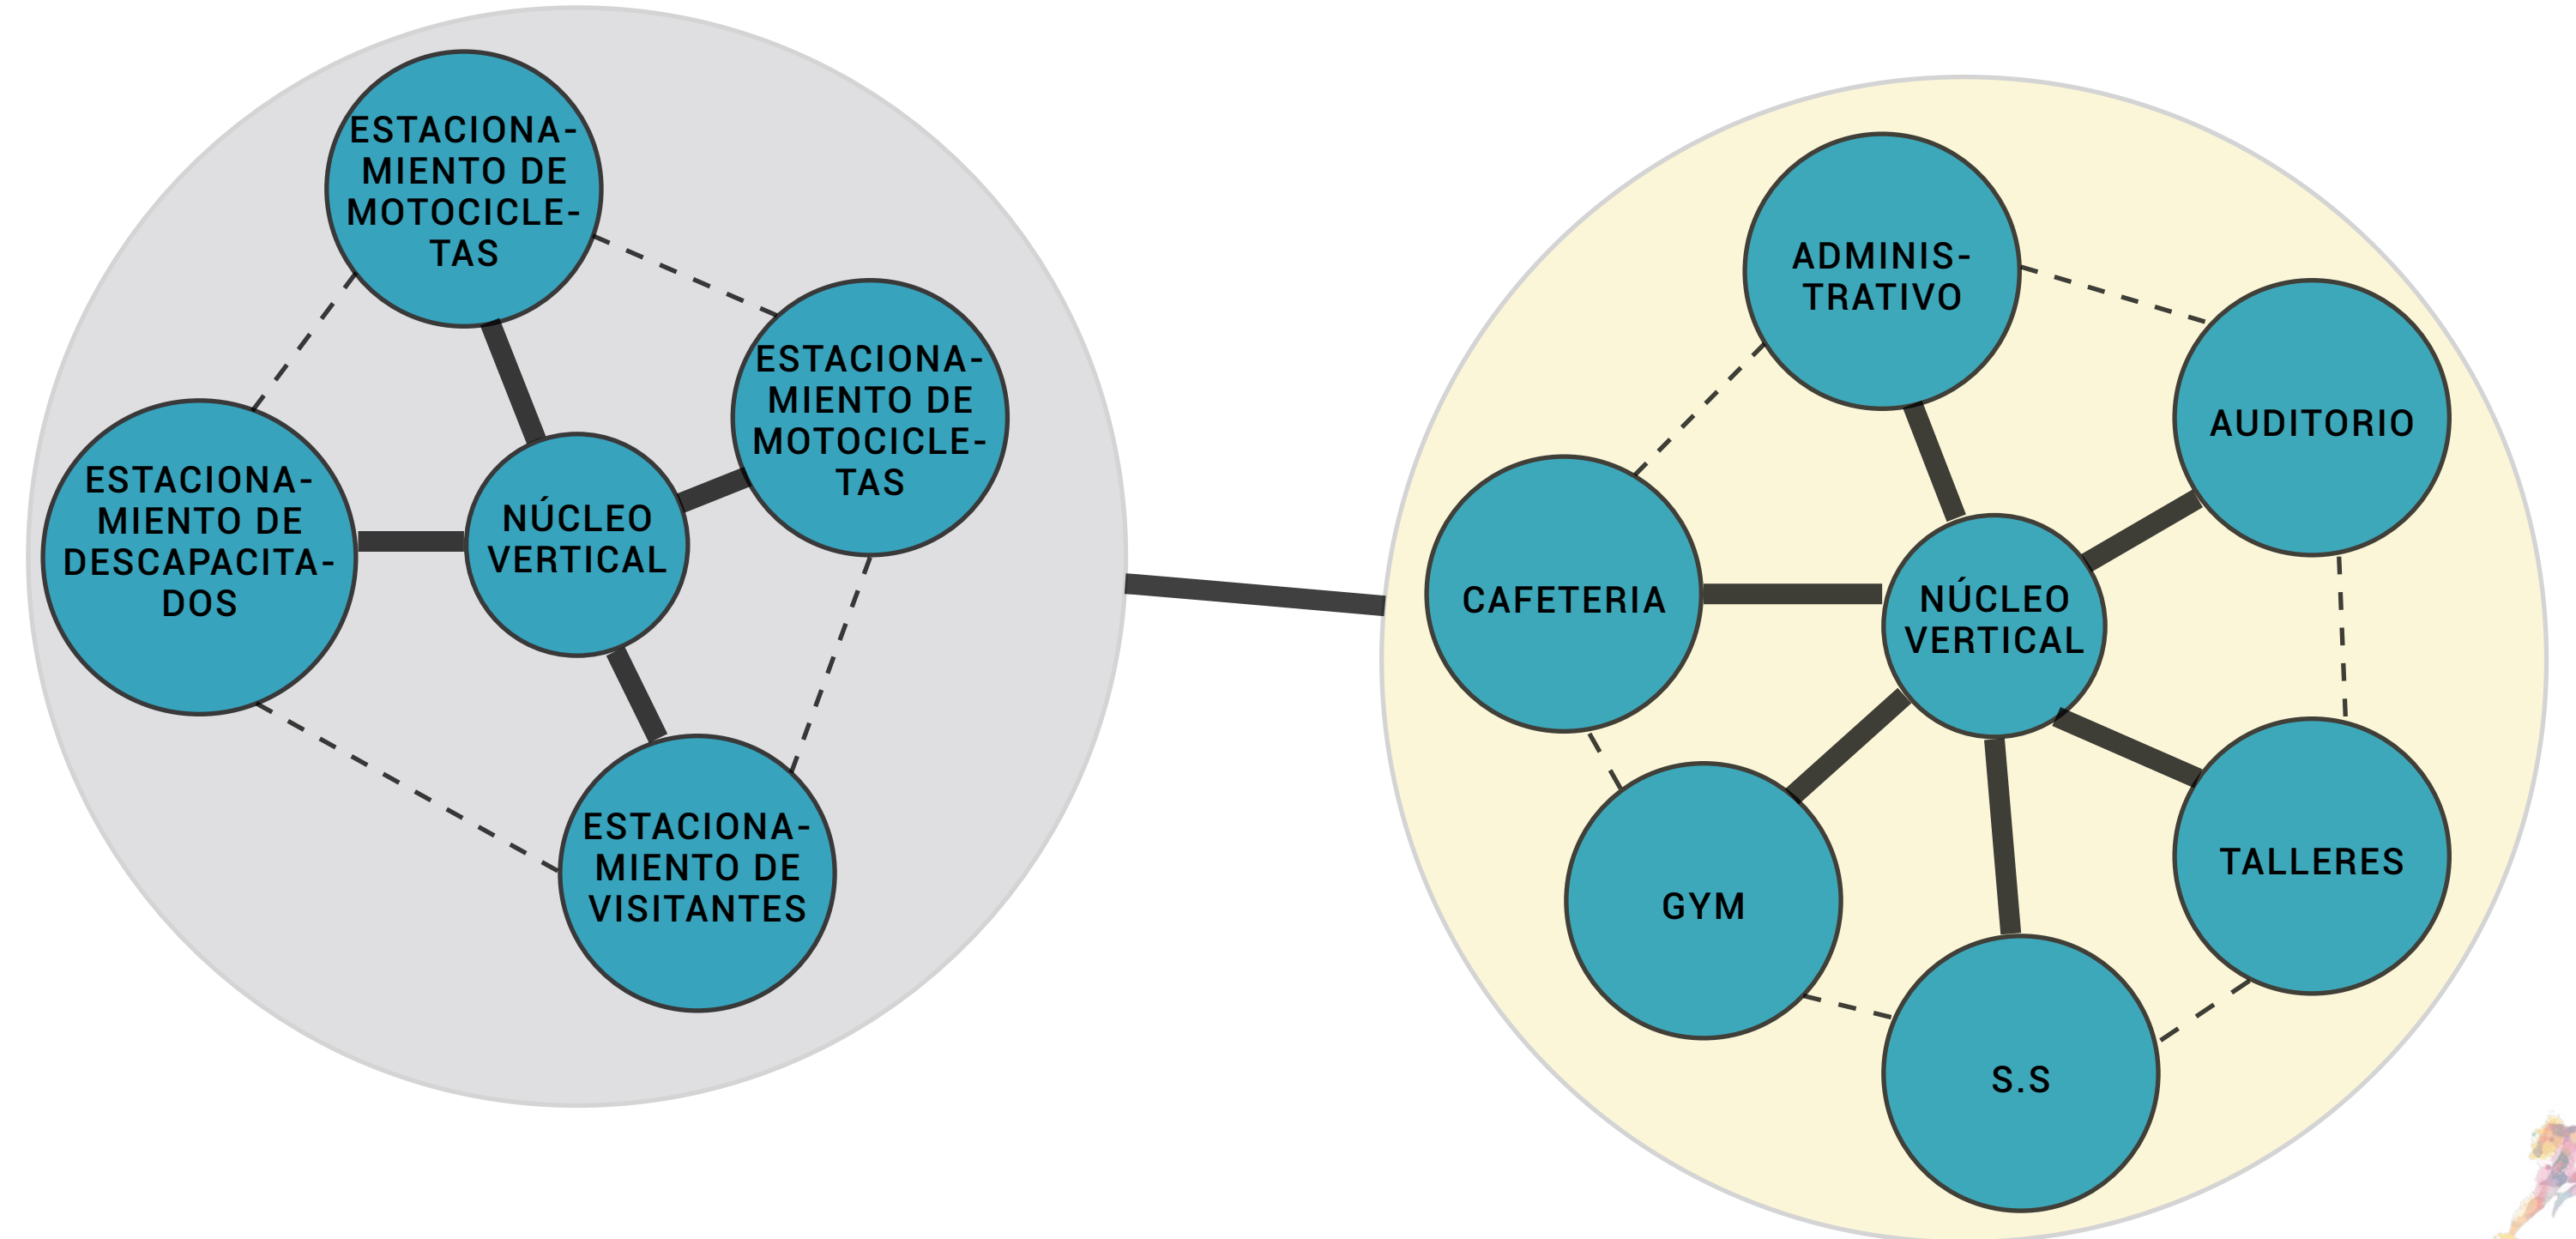 ESTACIONA-
MIENTO DE
MOTOCICLE-
TAS
ESTACIONA-
MIENTO DE
MOTOCICLE-
TAS
ESTACIONA-
MIENTO DE
DESCAPACITA-
DOS
NÚCLEO
VERTICAL
ESTACIONA-
MIENTO DE
VISITANTES
ADMINIS-
TRATIVO
AUDITORIO
CAFETERIA
NÚCLEO
VERTICAL
GYM
TALLERES
S.S